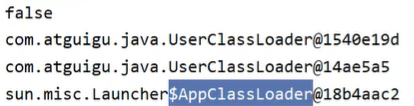 false
com.atguigu.java.UserClassLoader@1540e19d
com.atguigu.java.UserClassLoader@14ae5a5
sun.misc.Launcher$AppClassLoader@18b4aac2